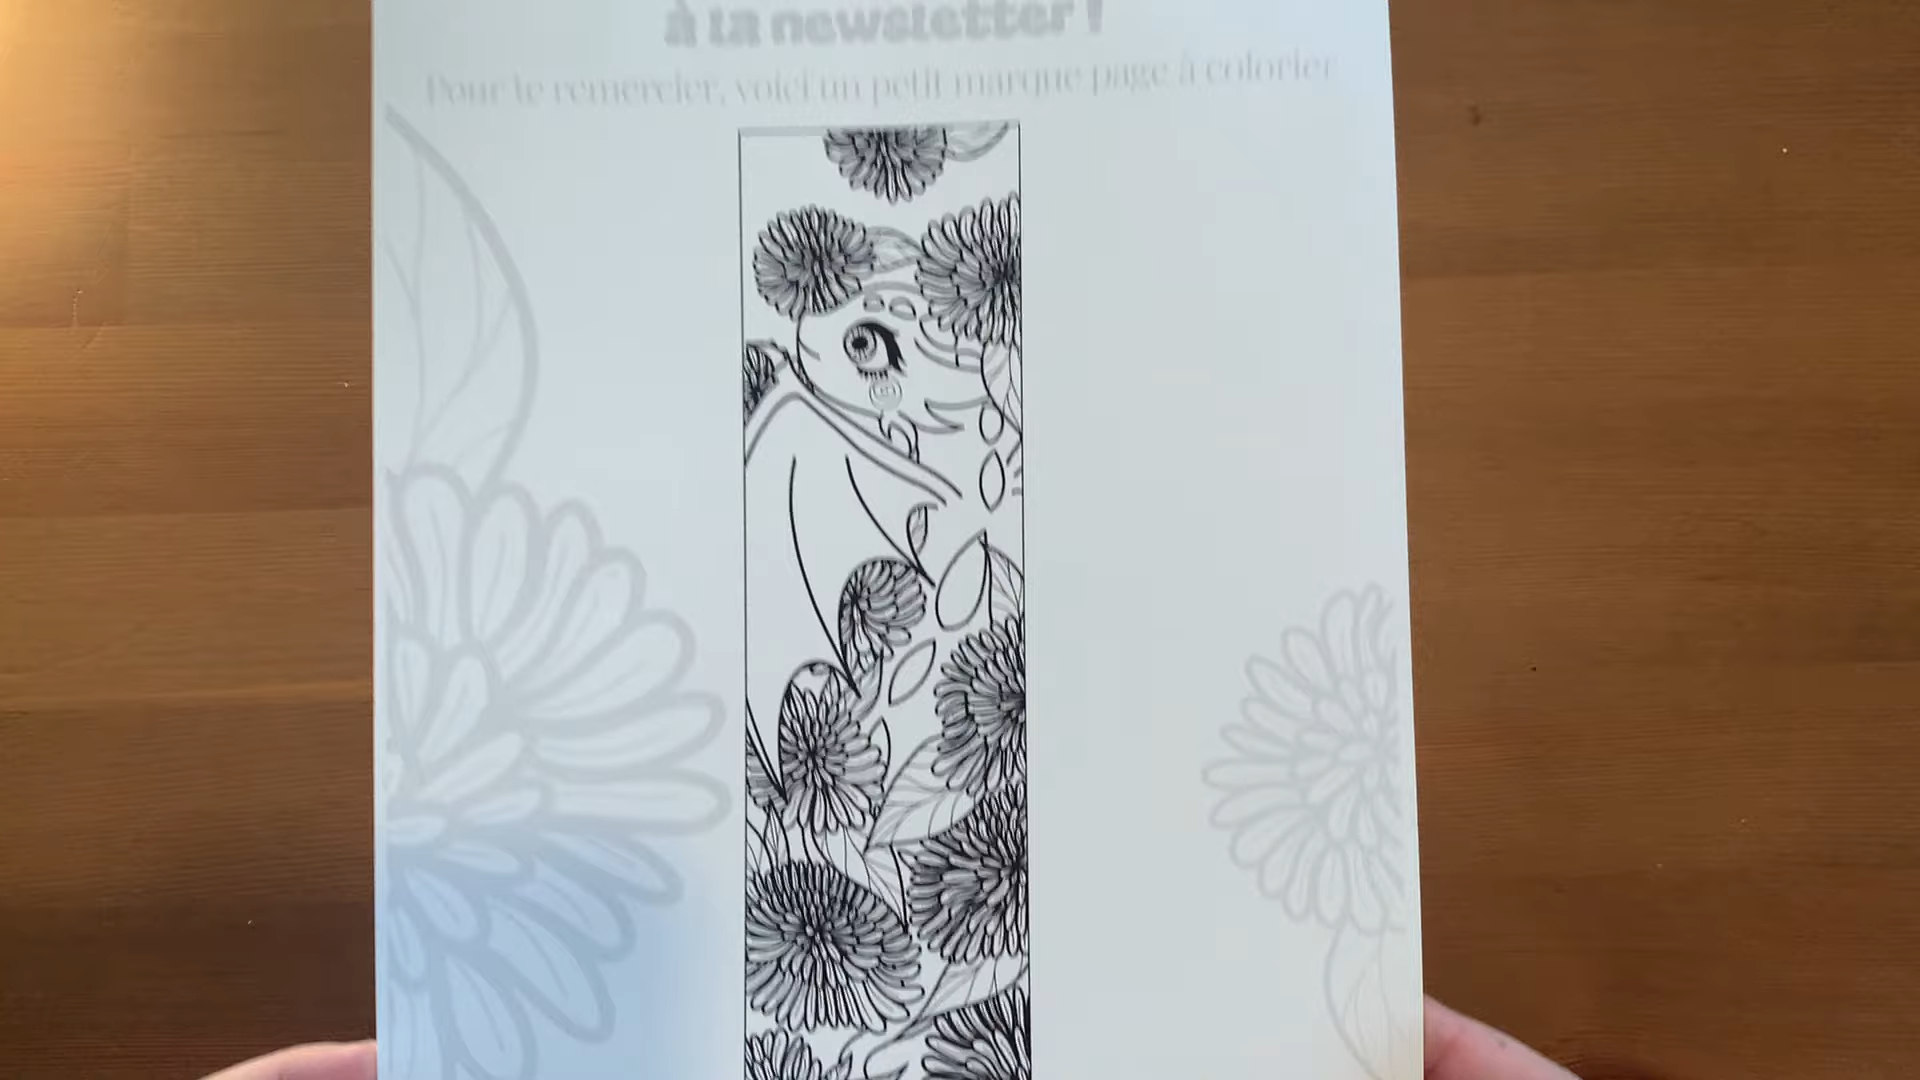 à la newsletter !
Pour te remercier, voici un petit marque page à colorier